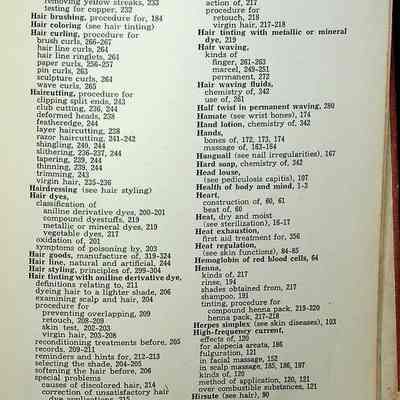 removing yellow streaks, 233
testing for copper, 232
Hair brushing, procedure for, 184
Hair coloring (see hair tinting)
Hair curling, procedure for
brush curls, 266-267
hair line curls, 264
hair line ringlets, 264
paper curls, 256-257
pin curls, 263
sculpture curls, 264
wave curls, 265
Haircutting, procedure for
clipping split ends, 243
club cutting, 236, 244
deformed heads, 238
featheredge, 244
layer haircutting, 238
razor haircutting, 241-242
shingling, 240, 244
slithering, 236-237, 244
tapering, 239, 244
thinning, 239, 244
trimming, 243
virgin hair, 235-236
Hairdressing (see hair styling)
Hair dyes,
classification of
aniline derivative dyes, 200-201
compound dyestuffs, 219
metallic or mineral dyes, 219
vegetable dyes, 217
oxidation of, 201
symptoms of poisoning by, 203
Hair goods, manufacture of, 319-324
Hair line, natural and artificial, 244
Hair styling, principles of, 299-304
Hair tinting with aniline derivative dye,
definitions relating to, 211
dyeing hair to a lighter shade, 206
examining scalp and hair, 204
procedure for
preventing overlapping, 209
retouch, 208-209
skin test, 202-203
virgin hair, 203-208
reconditioning treatments before, 205
records, 209-211
reminders and hints for, 212-213
selecting the shade, 204-205
softening the hair before, 206
special problems
causes of discolored hair, 214
correction of unsatisfactory hair
action of, 217
procedure for
retouch, 218
virgin hair, 217-218
Hair tinting with metallic or mineral
dye, 219
Hair waving,
kinds of
finger, 261-263
marcel, 249-251
permanent, 272
Hair waving fluids,
chemistry of, 342
use of, 261
Half twist in permanent waving, 280
Hamate (see wrist bones), 174
Hand lotion, chemistry of, 342
Hands,
bones of, 172, 173, 174
massage of, 163-164
Hangnail (see nail irregularities), 167
Hard soap, chemistry of, 342
Head louse,
(see pediculosis capitis), 107
Health of body and mind, 1-3
Heart,
construction of, 60, 61
beat of, 60
Heat, dry and moist
(see sterilization), 16-17
Heat exhaustion,
first aid treatment for, 356
Heat regulation,
(see skin functions), 84-85
Hemoglobin of red blood cells, 64
Henna,
kinds of, 217
rinse, 194
shades obtained from, 217
shampoo, 191
tinting, procedure for
compound henna pack, 219-220
henna pack, 217-218
Herpes simplex (see skin diseases), 103
High-frequency current,
effects of, 120
for alopecia areata, 186
fulguration, 121
in facial massage, 152
in scalp massage, 185, 186, 197
kinds of, 120
method of application, 120, 121
over combustible substances, 121
Hirsute (see hair), 90